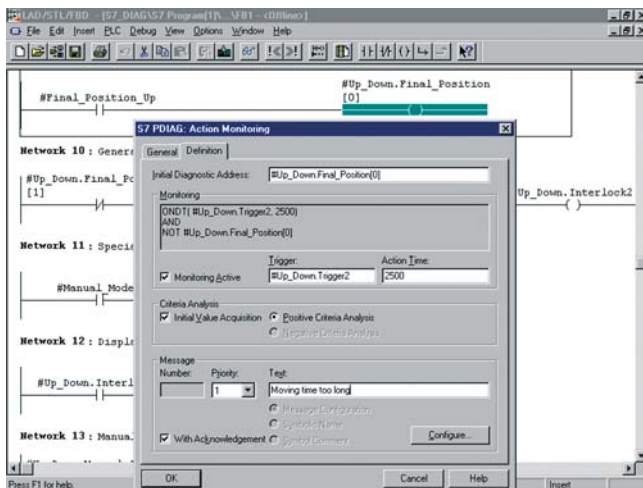 LAD/STL/FBD - [S7_DIAG\S7 Program(1)\...\FB1 - <Offline>]
File Edit Insert PLC Debug View Options Window Help
#Up_Down.Final_Position
#Final_Position_Up [0]
S7 PDIAG: Action Monitoring
General Definition
Network 10 : Gener
Initial Diagnostic Address: #Up_Down.Final_Position[0]
#Up_Down.Final_Po
[1]
Up_Down.Interlock2
Monitoring
ONDT( #Up_Down.Trigger2, 2500)
AND
NOT #Up_Down.Final_Position[0]
Network 11 : Specia
Trigger: Action Time:
Monitoring Active #Up_Down.Trigger2 2500
#Manual_Mode
Criteria Analysis
Initial Value Acquisition Positive Criteria Analysis
Negative Criteria Analysis
Network 12 : Displa
Message
Number: Priority: Text:
#Up_Down.Interl
1 Moving time too long
Message Configuration
Symbolic Name
Network 13 : Manua
With Acknowledgement Symbol Comment Configure...
OK Cancel Help
Press F1 for help. Insert